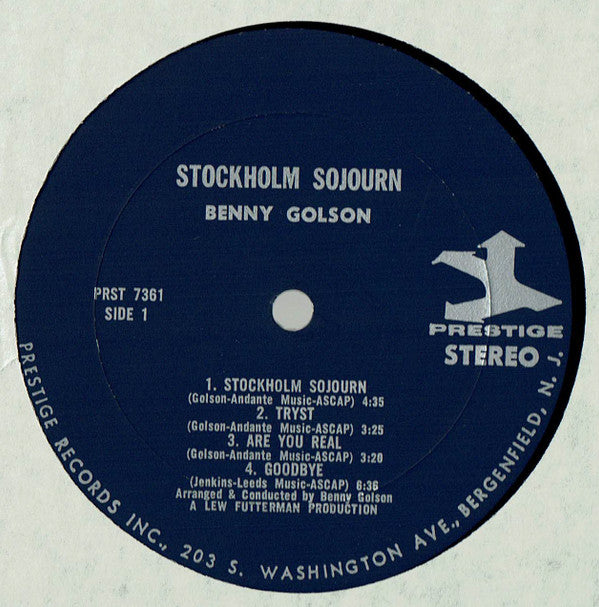 STOCKHOLM SOJOURN
BENNY GOLSON
PRST 7361
SIDE 1
PRESTIGE
STEREO
1. STOCKHOLM SOJOURN
(Golson-Andante Music-ASCAP) 4:35
2. TRYST
(Golson-Andante Music-ASCAP) 3:25
3. ARE YOU REAL
(Golson-Andante Music-ASCAP) 3:20
4. GOODBYE
(Jenkins-Leeds Music-ASCAP) 6:36
Arranged & Conducted by Benny Golson
A LEW FUTTERMAN PRODUCTION
PRESTIGE RECORDS INC., 203 S. WASHINGTON AVE., BERGENFIELD, N. J.